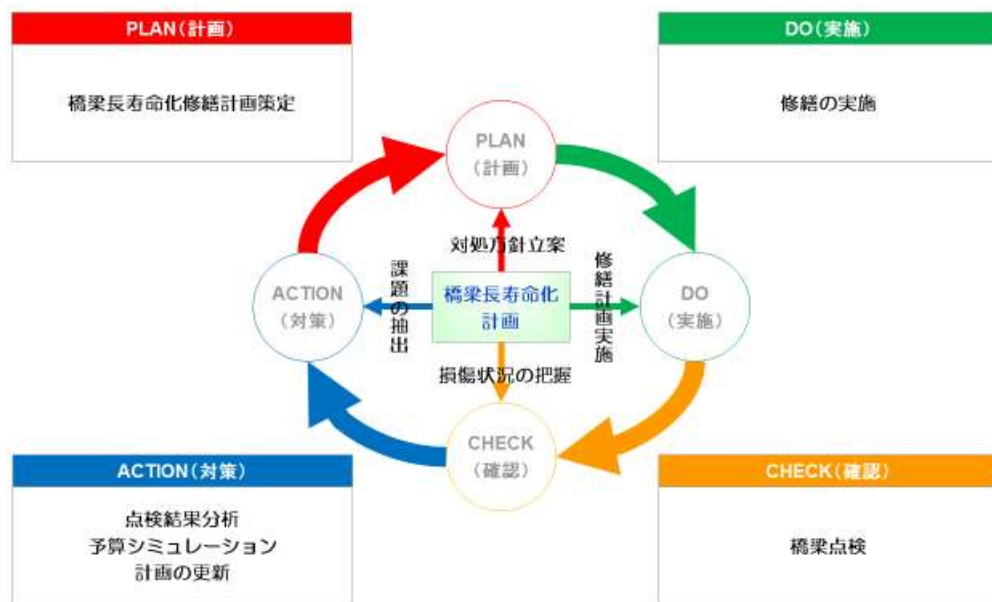 PLAN（計画）
橋梁長寿命化修繕計画策定
DO（実施）
修繕の実施
PLAN
（計画）
対処方針立案
ACTION
（対策）
課題の抽出
橋梁長寿命化
計画
修繕計画実施
DO
（実施）
損傷状況の把握
CHECK
（確認）
ACTION（対策）
点検結果分析
予算シミュレーション
計画の更新
CHECK（確認）
橋梁点検